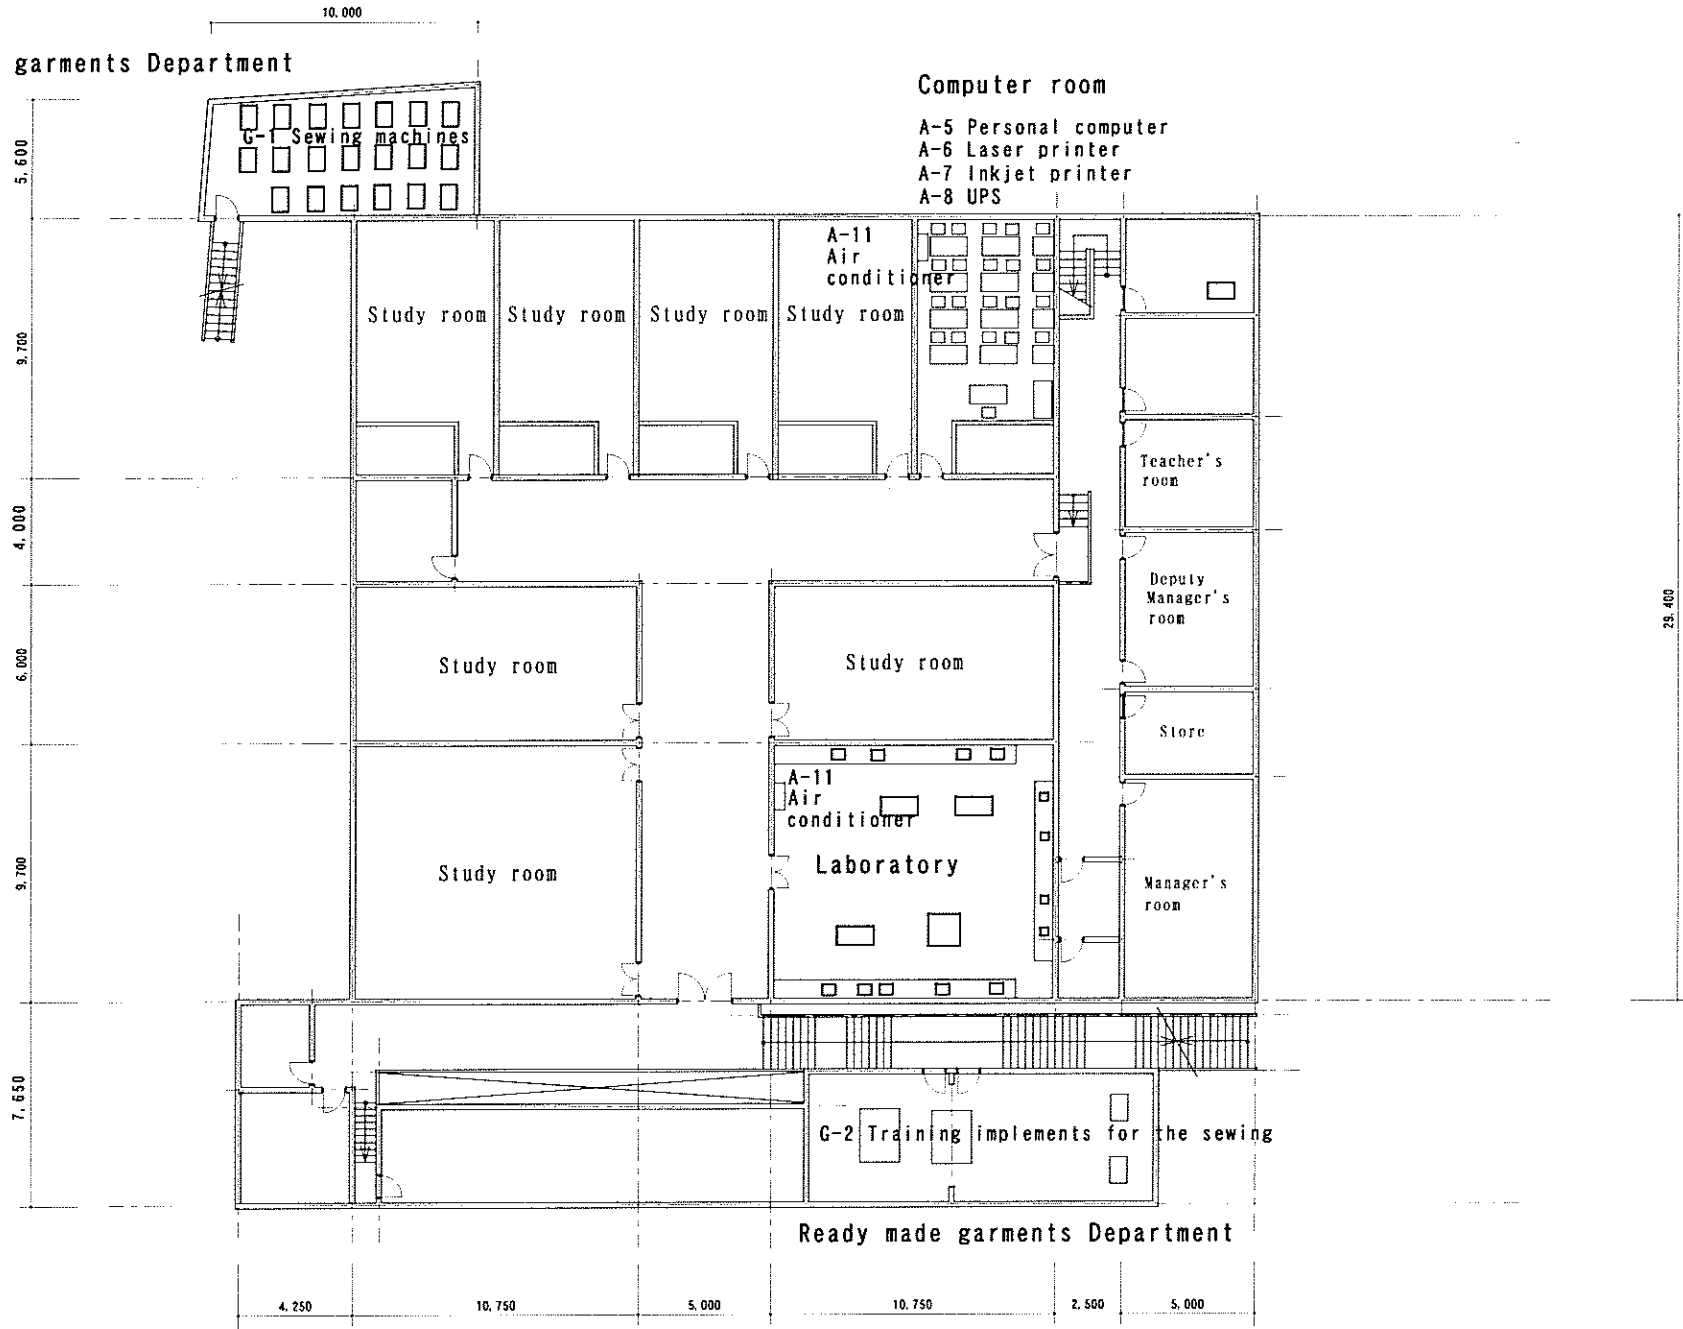 10,000
garments Department
Computer room
A-5 Personal computer
A-6 Laser printer
A-7 Inkjet printer
A-8 UPS
G-1 Sewing machines
5,600
A-11
Air
conditioner
Study room
Study room
Study room
Study room
9,700
Teacher's
room
4,000
Deputy
Manager's
room
29,400
Study room
Study room
6,000
Store
A-11
Air
conditioner
Laboratory
Study room
9,700
Manager's
room
7,650
G-2 Training implements for the sewing
Ready made garments Department
4,250
10,750
5,000
10,750
2,500
5,000